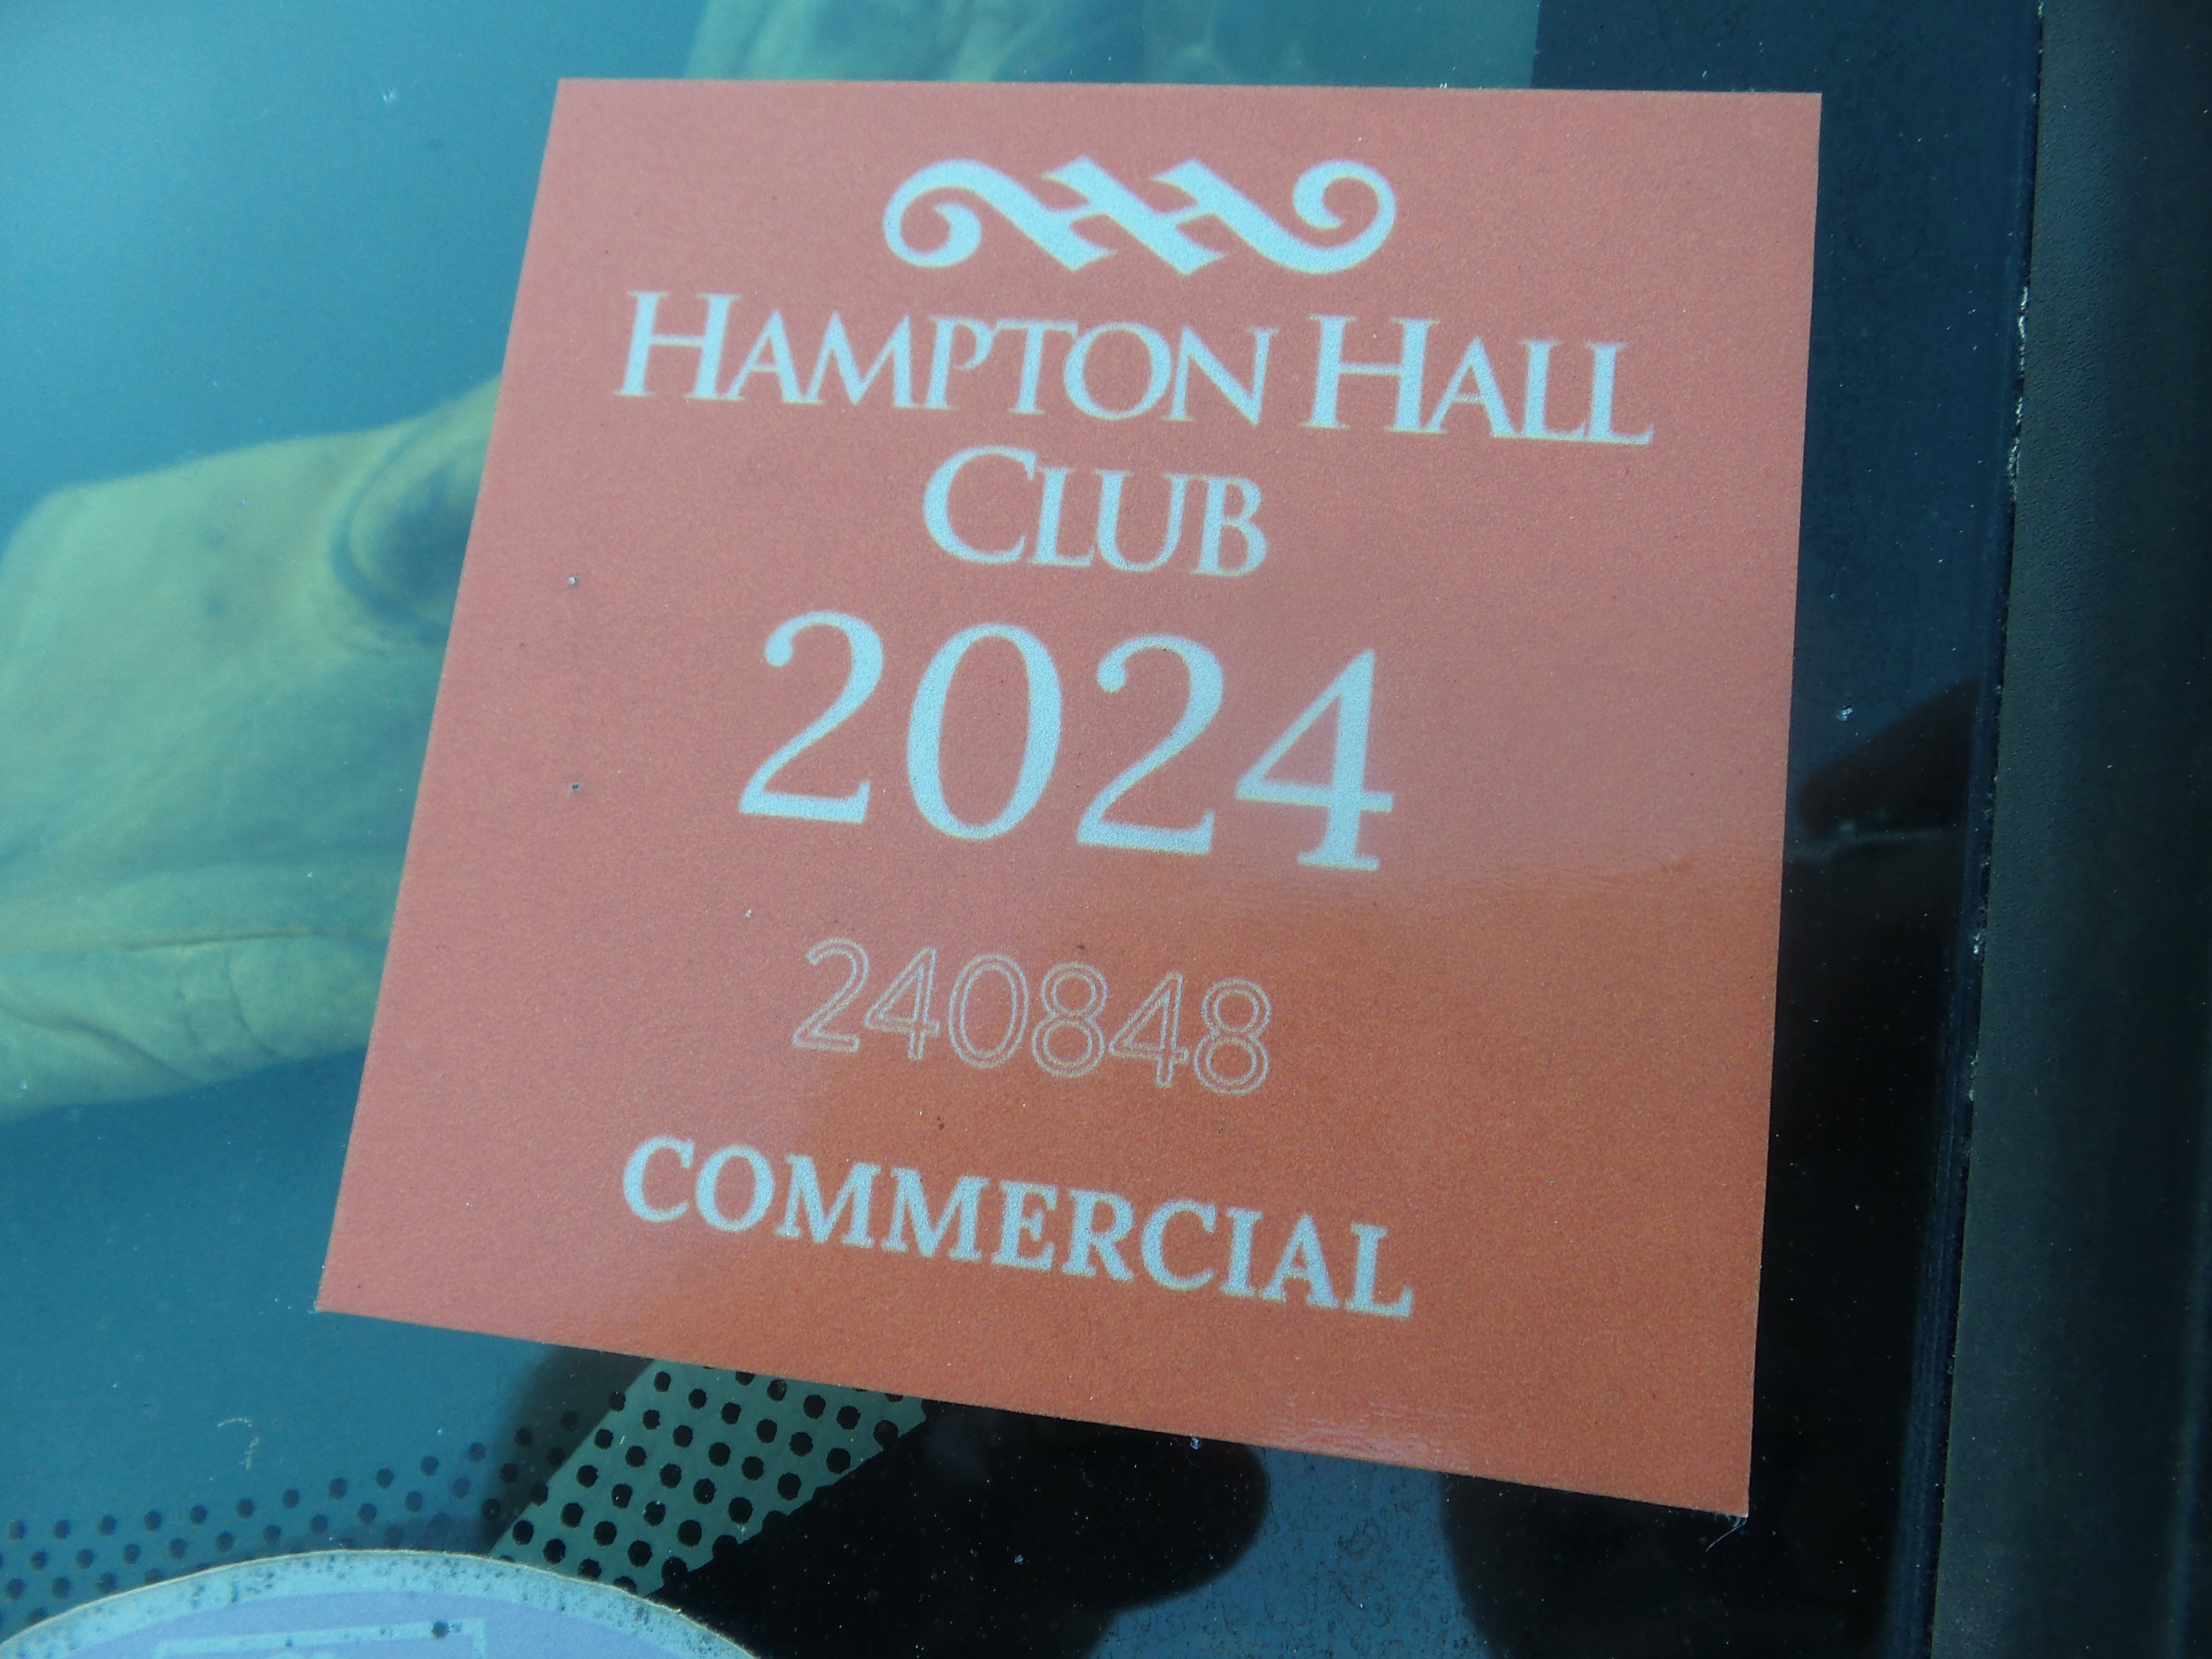 HAMPTON HALL
CLUB
2024
240848
COMMERCIAL